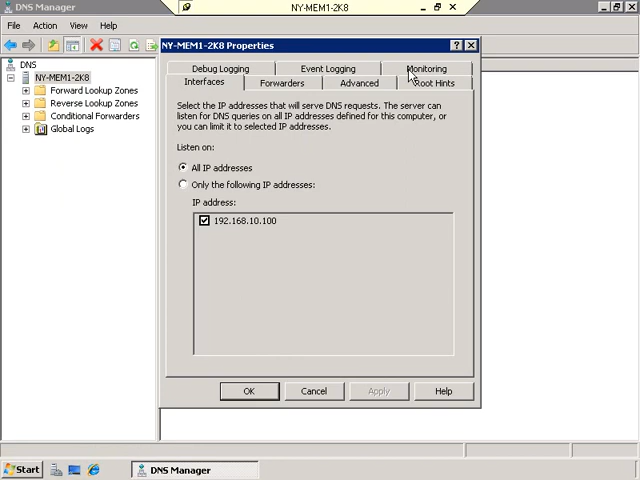 DNS Manager
NY-MEM1-2K8
File Action View Help
DNS
NY-MEM1-2K8
Forward Lookup Zones
Reverse Lookup Zones
Conditional Forwarders
Global Logs
NY-MEM1-2K8 Properties
Debug Logging Event Logging Monitoring
Interfaces Forwarders Advanced Root Hints
Select the IP addresses that will serve DNS requests. The server can
listen for DNS queries on all IP addresses defined for this computer, or
you can limit it to selected IP addresses.
Listen on:
All IP addresses
Only the following IP addresses:
IP address:
192.168.10.100
OK Cancel Apply Help
Start DNS Manager